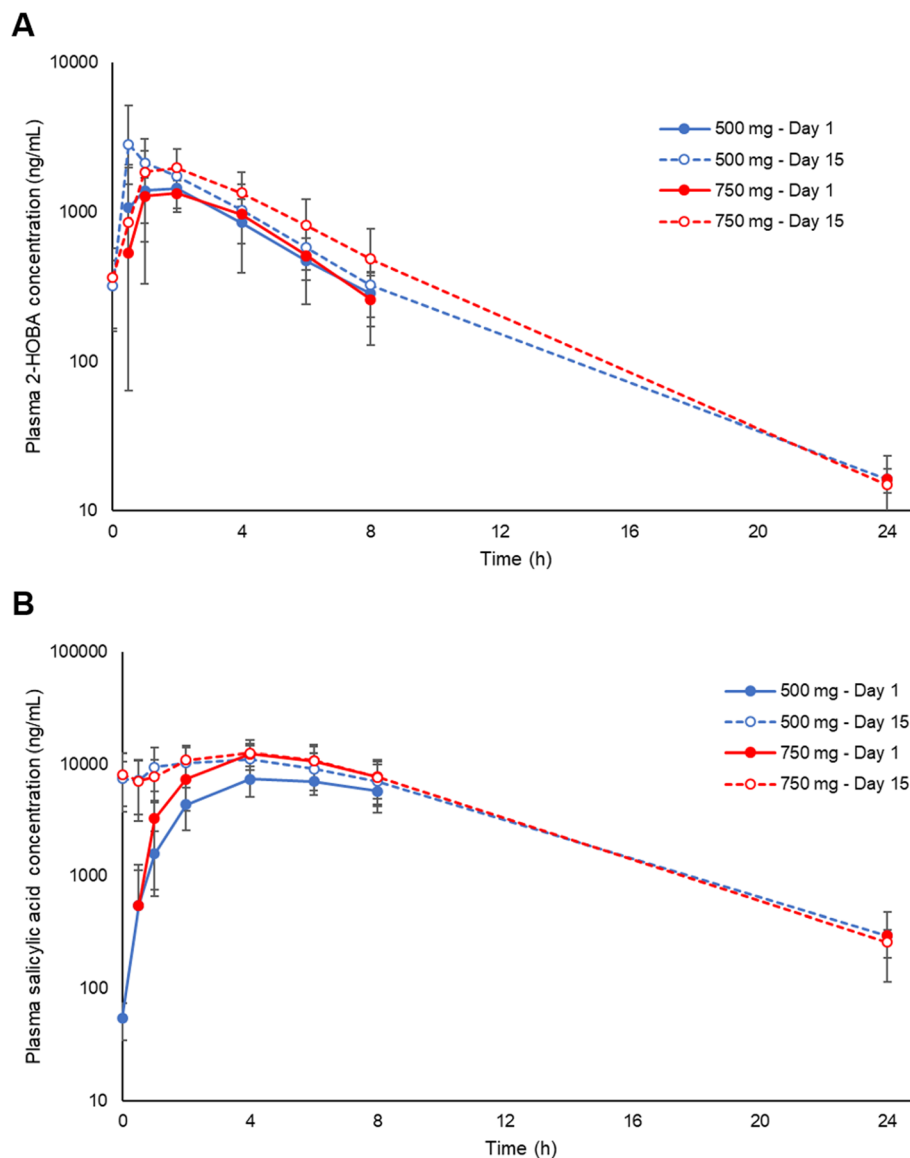 A
Plasma 2-HOBA concentration (ng/mL)
10000
1000
100
10
0
4
8
12
16
20
24
Time (h)
500 mg - Day 1
500 mg - Day 15
750 mg - Day 1
750 mg - Day 15
B
Plasma salicylic acid concentration (ng/mL)
100000
10000
1000
100
10
0
4
8
12
16
20
24
Time (h)
500 mg - Day 1
500 mg - Day 15
750 mg - Day 1
750 mg - Day 15